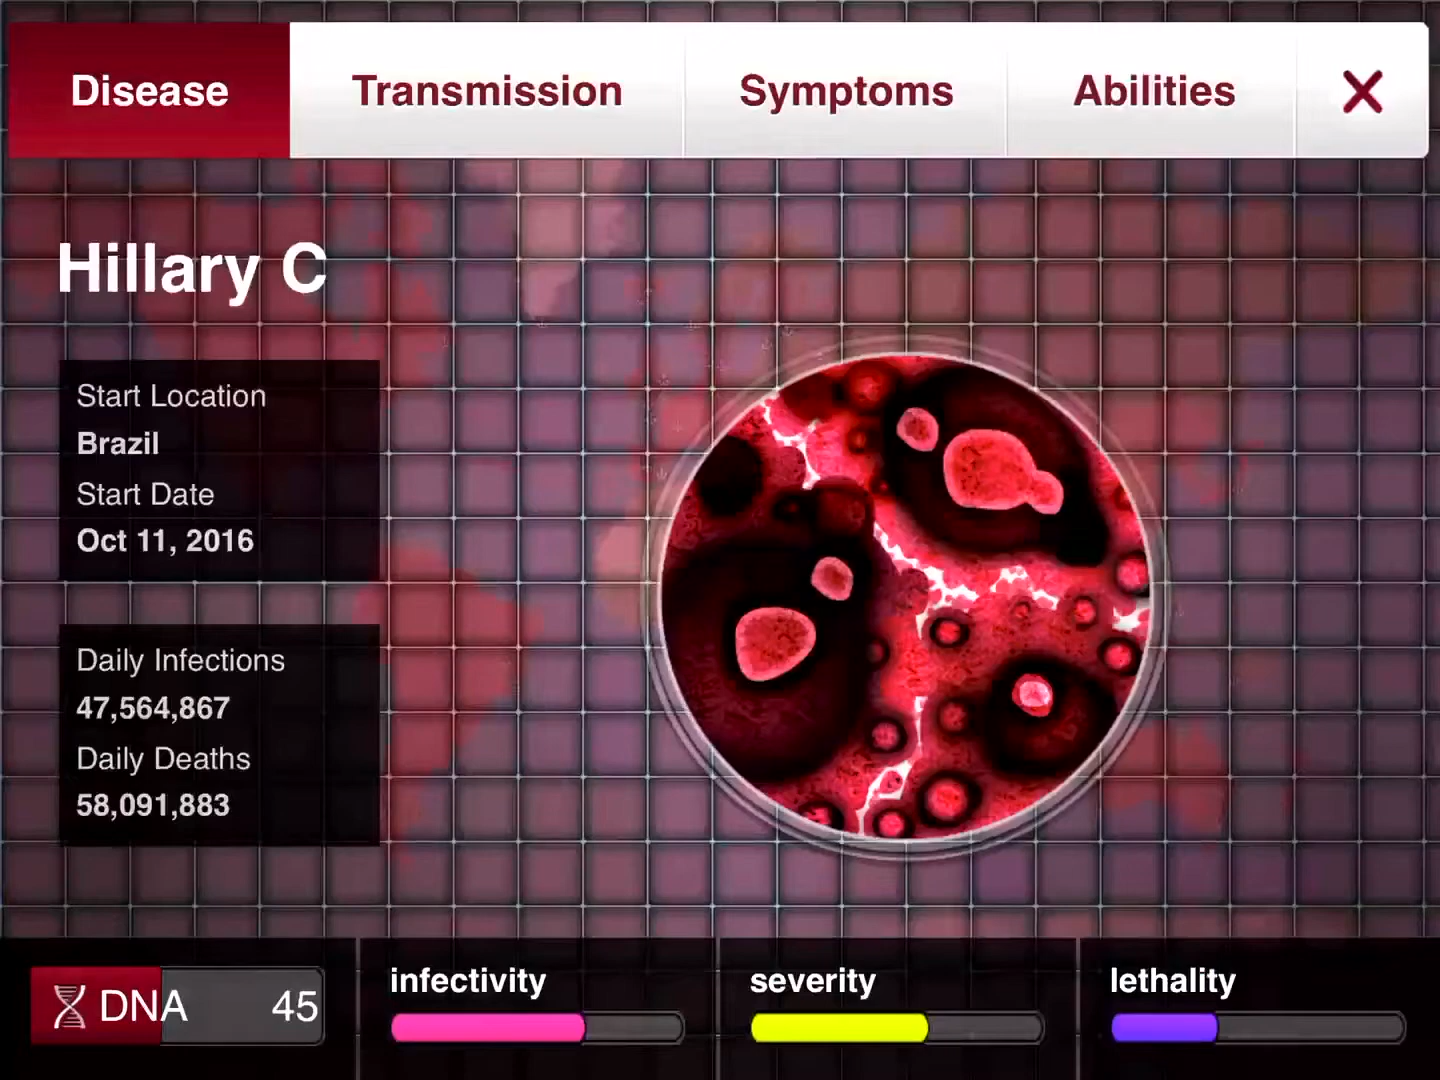 Disease
Transmission
Symptoms
Abilities
X
Hillary C
Start Location
Brazil
Start Date
Oct 11, 2016
Daily Infections
47,564,867
Daily Deaths
58,091,883
DNA 45
infectivity
severity
lethality